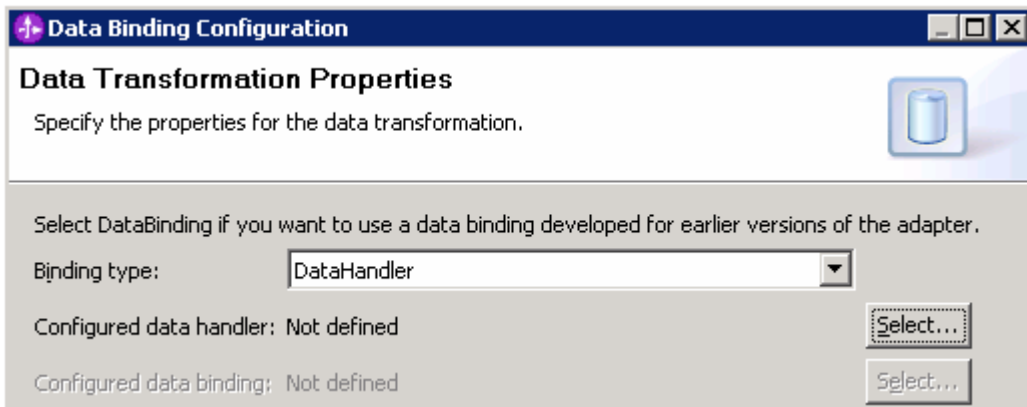 Data Binding Configuration
Data Transformation Properties
Specify the properties for the data transformation.
Select DataBinding if you want to use a data binding developed for earlier versions of the adapter.
Binding type: DataHandler
Configured data handler: Not defined Select...
Configured data binding: Not defined Select...